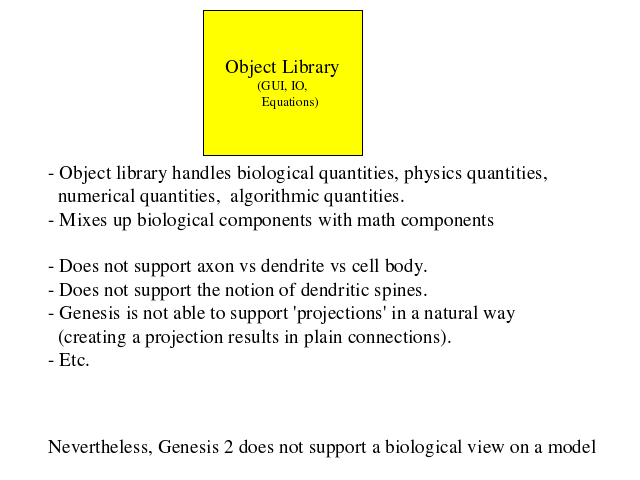 Object Library
(GUI, IO,
Equations)
- Object library handles biological quantities, physics quantities,
numerical quantities,  algorithmic quantities.
- Mixes up biological components with math components
- Does not support axon vs dendrite vs cell body.
- Does not support the notion of dendritic spines.
- Genesis is not able to support 'projections' in a natural way
(creating a projection results in plain connections).
- Etc.
Nevertheless, Genesis 2 does not support a biological view on a model